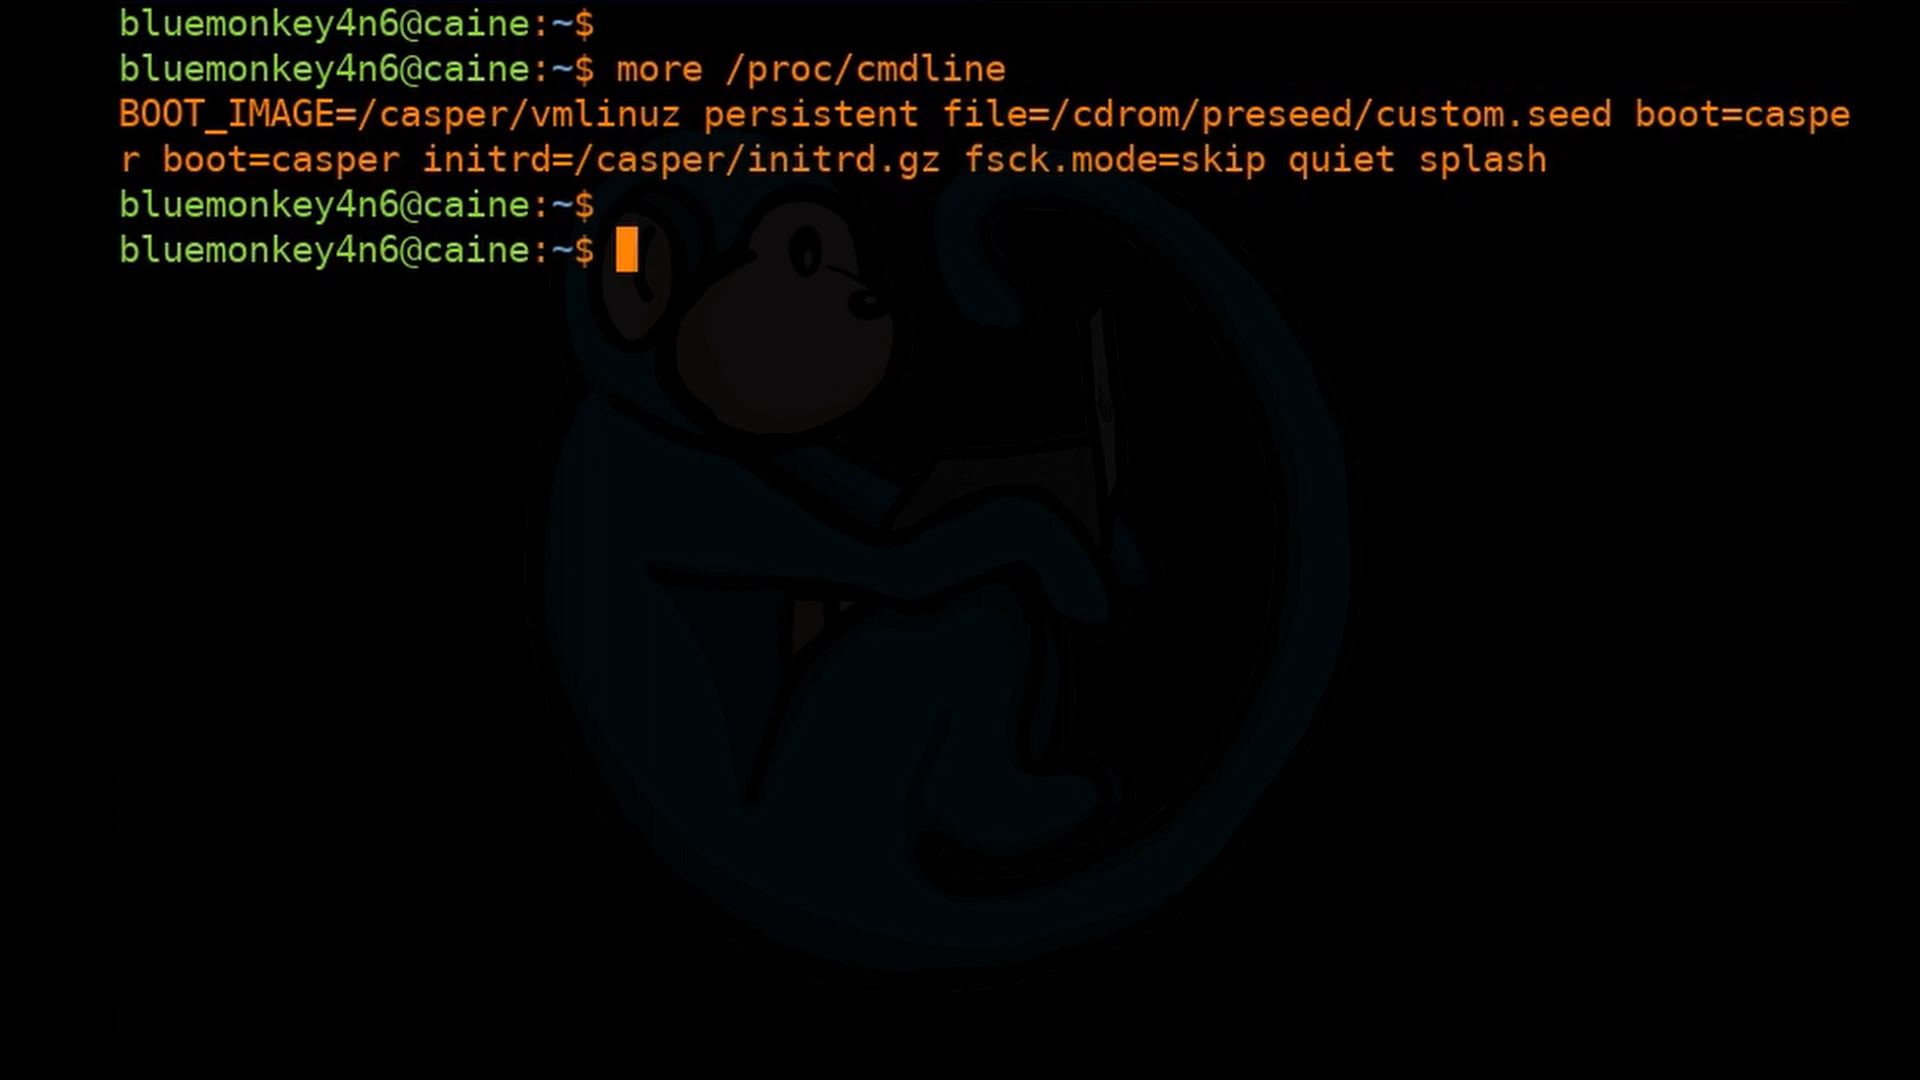 bluemonkey4n6@caine:~$
bluemonkey4n6@caine:~$ more /proc/cmdline
BOOT_IMAGE=/casper/vmlinuz persistent file=/cdrom/preseed/custom.seed boot=caspe
r boot=casper initrd=/casper/initrd.gz fsck.mode=skip quiet splash
bluemonkey4n6@caine:~$
bluemonkey4n6@caine:~$